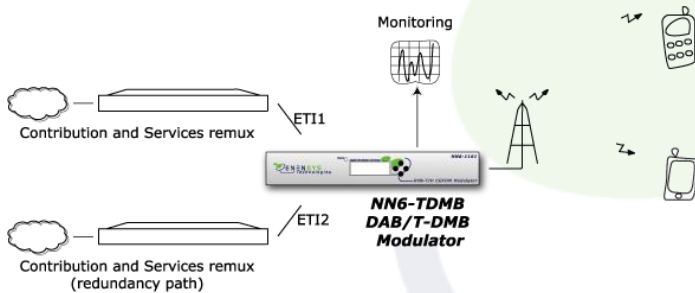 Monitoring
Contribution and Services remux
ETI1
ENENSYS
Technologies
NN6-TDMB
DAB/T-DMB
Modulator
ETI2
Contribution and Services remux
(redundancy path)